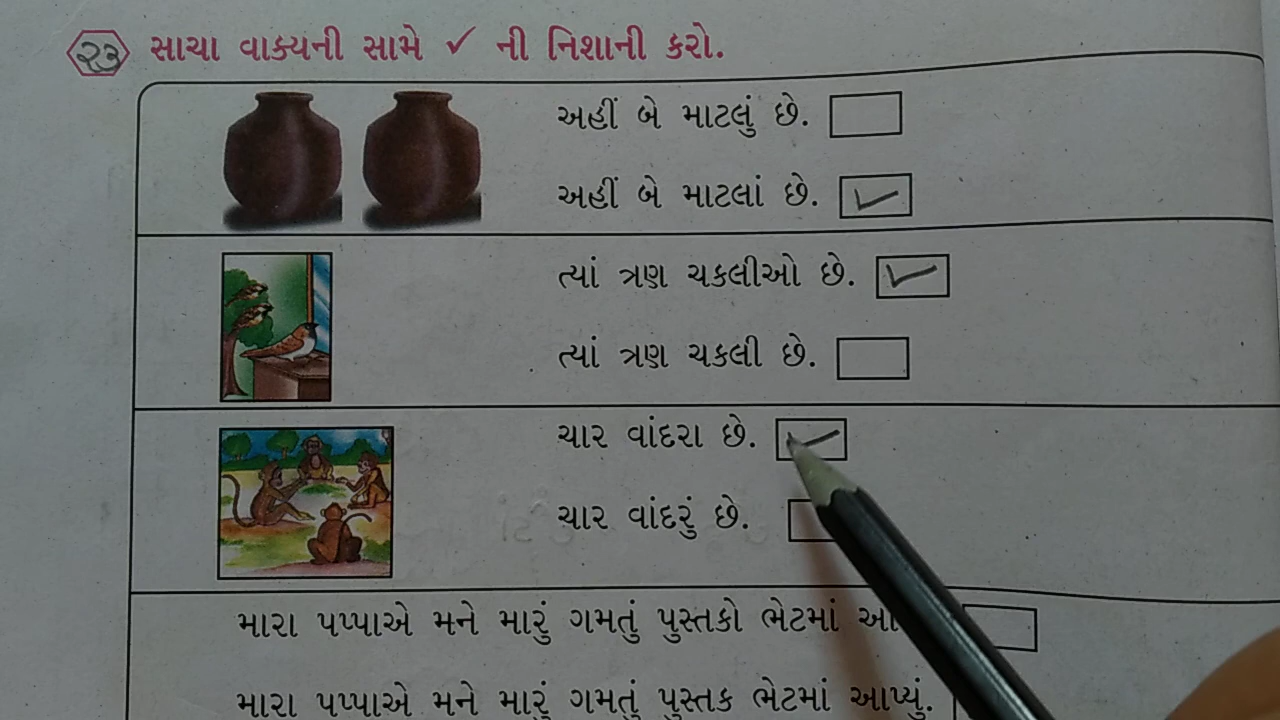 ૨૩ સાચા વાક્યની સામે ✓ ની નિશાની કરો.
અહીં બે માટલું છે.
અહીં બે માટલાં છે. ✓
ત્યાં ત્રણ ચકલીઓ છે. ✓
ત્યાં ત્રણ ચકલી છે.
ચાર વાંદરા છે. ✓
ચાર વાંદરું છે.
મારા પપ્પાએ મને મારું ગમતું પુસ્તકો ભેટમાં
મારા પપ્પાએ મને મારું ગમતું પુસ્તક ભેટમાં આપ્યું.